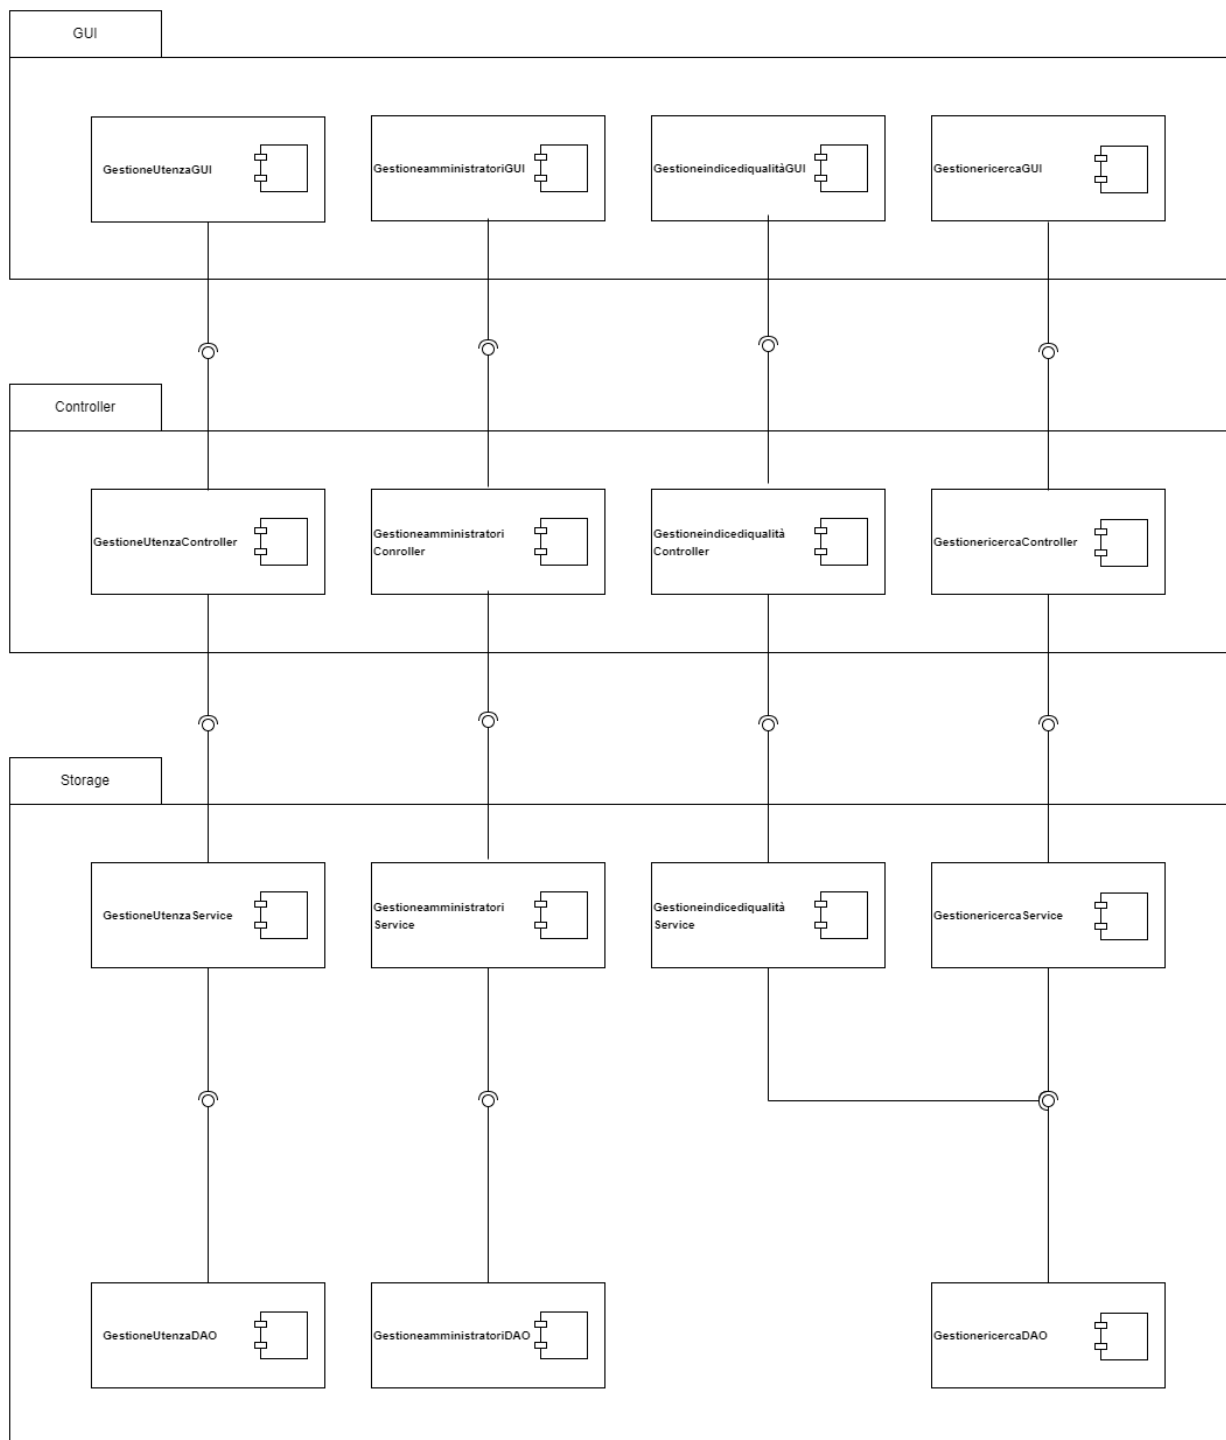 GUI
GestioneUtenzaGUI
GestioneamministratoriGUI
GestioneindicediqualitàGUI
GestionericercaGUI
Controller
GestioneUtenzaController
Gestioneamministratori
Conroller
Gestioneindicediqualità
Controller
GestionericercaController
Storage
GestioneUtenzaService
Gestioneamministratori
Service
Gestioneindicediqualità
Service
GestionericercaService
GestioneUtenzaDAO
GestioneamministratoriDAO
GestionericercaDAO